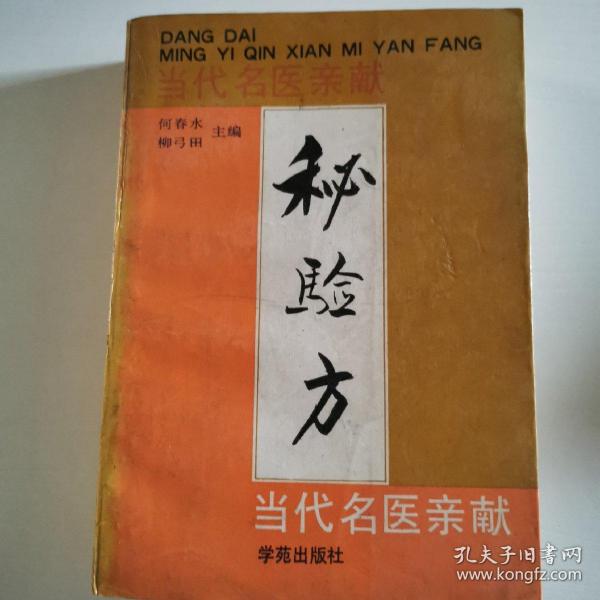 DANG DAI
MING YI QIN XIAN MI YAN FANG
当代名医亲献
何春水
柳弓田
主编
秘
验
方
当代名医亲献
学苑出版社
孔夫子旧书网
www.kongfz.com